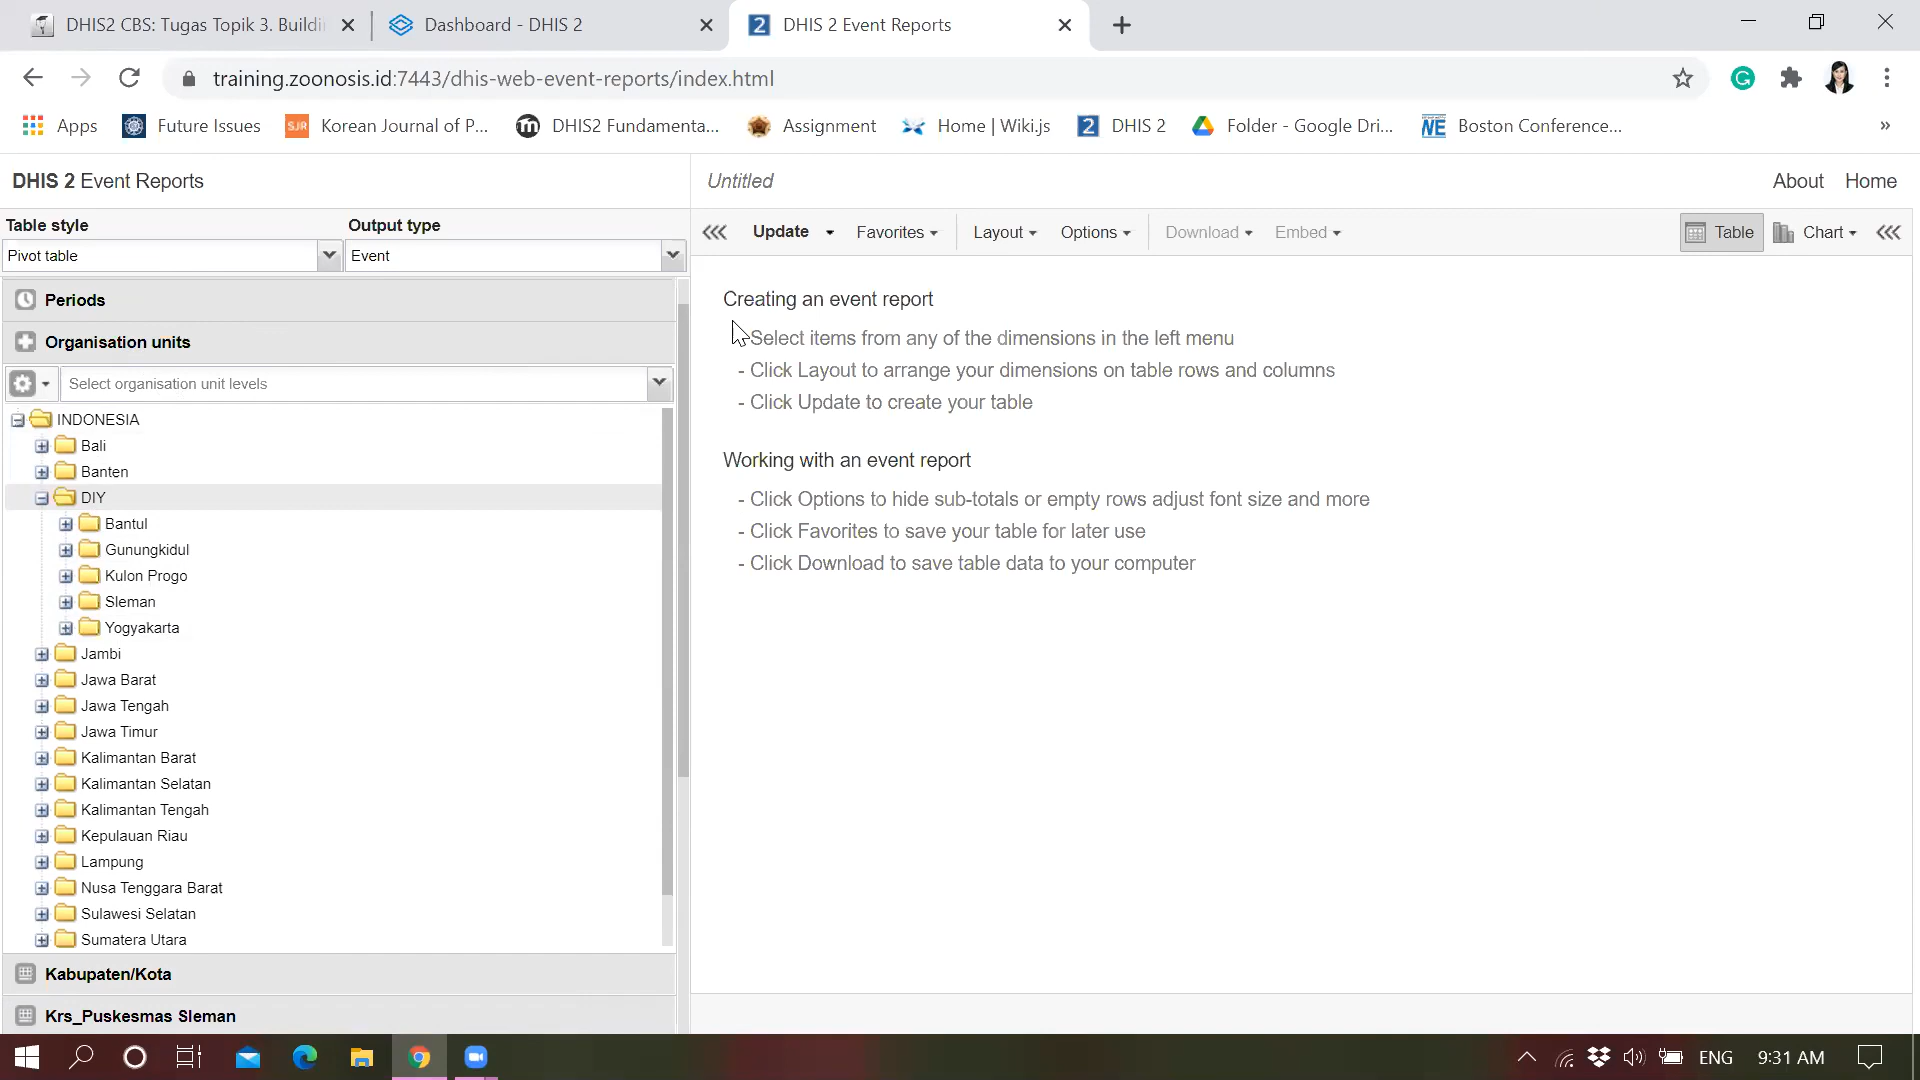 DHIS2 CBS: Tugas Topik 3. Buildi
Dashboard - DHIS 2
2 DHIS 2 Event Reports
training.zoonosis.id:7443/dhis-web-event-reports/index.html
Apps
Future Issues
SJR Korean Journal of P...
DHIS2 Fundamenta...
Assignment
Home | Wiki.js
2 DHIS 2
Folder - Google Dri...
NE Boston Conference...
»
DHIS 2 Event Reports
Untitled
About Home
Table style
Output type
Pivot table
Event
Update Favorites Layout Options Download Embed
Table Chart
Periods
Organisation units
Select organisation unit levels
INDONESIA
Bali
Banten
DIY
Bantul
Gunungkidul
Kulon Progo
Sleman
Yogyakarta
Jambi
Jawa Barat
Jawa Tengah
Jawa Timur
Kalimantan Barat
Kalimantan Selatan
Kalimantan Tengah
Kepulauan Riau
Lampung
Nusa Tenggara Barat
Sulawesi Selatan
Sumatera Utara
Kabupaten/Kota
Krs_Puskesmas Sleman
Creating an event report
Select items from any of the dimensions in the left menu
- Click Layout to arrange your dimensions on table rows and columns
- Click Update to create your table
Working with an event report
- Click Options to hide sub-totals or empty rows adjust font size and more
- Click Favorites to save your table for later use
- Click Download to save table data to your computer
ENG 9:31 AM